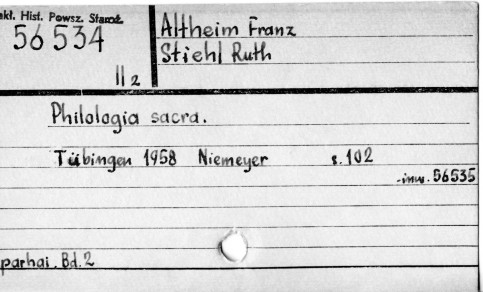 akł. Hist. Powsz. Staroż.
56534
II 2
Altheim Franz
Stiehl Ruth
Philologia sacra.
Tübingen 1958 Niemeyer s.102
-inw. 56535
parhai. Bd.2